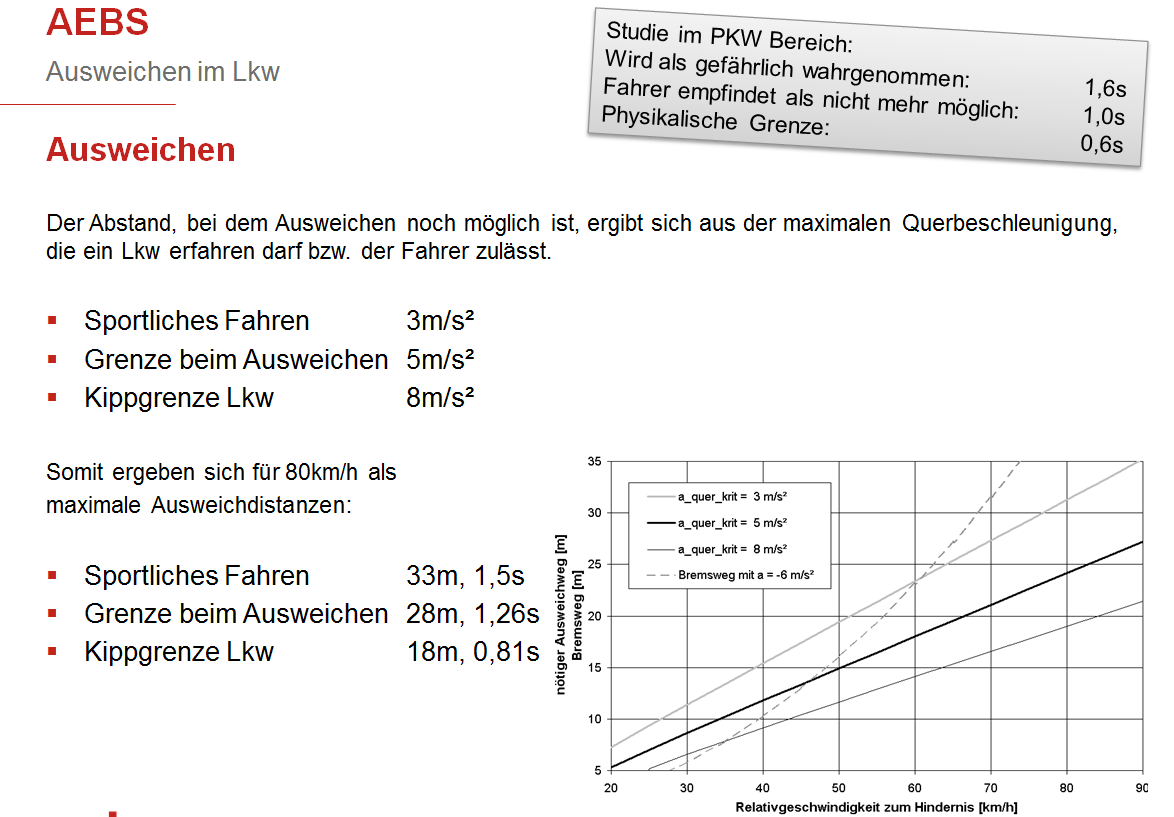 AEBS
Ausweichen im Lkw
Studie im PKW Bereich:
Wird als gefährlich wahrgenommen: 1,6s
Fahrer empfindet als nicht mehr möglich: 1,0s
Physikalische Grenze: 0,6s
Ausweichen
Der Abstand, bei dem Ausweichen noch möglich ist, ergibt sich aus der maximalen Querbeschleunigung,
die ein Lkw erfahren darf bzw. der Fahrer zulässt.
Sportliches Fahren 3m/s²
Grenze beim Ausweichen 5m/s²
Kippgrenze Lkw 8m/s²
Somit ergeben sich für 80km/h als
maximale Ausweichdistanzen:
Sportliches Fahren 33m, 1,5s
Grenze beim Ausweichen 28m, 1,26s
Kippgrenze Lkw 18m, 0,81s
nötiger Ausweichweg [m]
Bremsweg [m]
35
30
25
20
15
10
5
a_quer_krit = 3 m/s²
a_quer_krit = 5 m/s²
a_quer_krit = 8 m/s²
Bremsweg mit a = -6 m/s²
20 30 40 50 60 70 80 90
Relativgeschwindigkeit zum Hindernis [km/h]